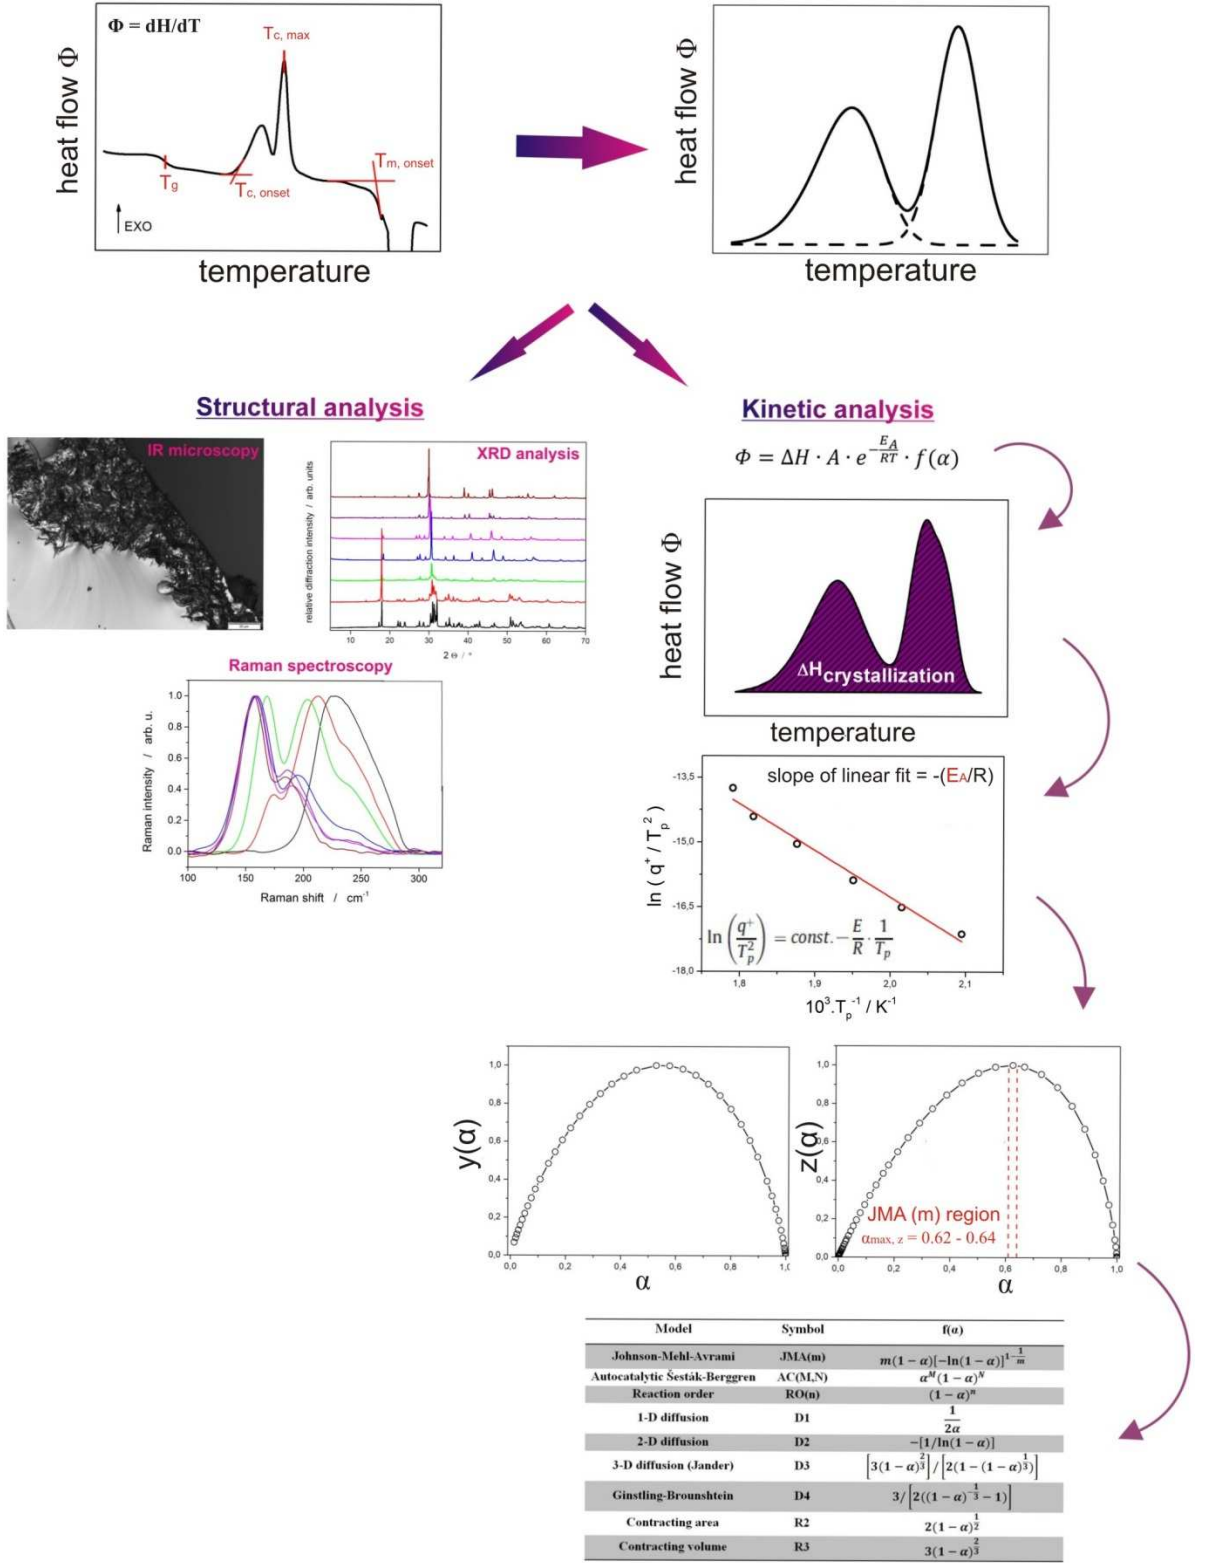 Φ = dH/dT
Tc, max
heat flow Φ
Tg
Tc, onset
Tm, onset
EXO
temperature
heat flow Φ
temperature
Structural analysis
Kinetic analysis
IR microscopy
XRD analysis
relative diffraction intensity / arb. units
10 20 30 40 50 60 70
2 Θ / °
Raman spectroscopy
Raman intensity / arb. u.
1.0
0.8
0.6
0.4
0.2
0.0
100 150 200 250 300
Raman shift / cm⁻¹
Φ = ΔH · A · e^(-E_A/RT) · f(α)
heat flow Φ
ΔHcrystallization
temperature
slope of linear fit = -(EA/R)
ln ( q⁺ / Tp² )
-13,5
-15,0
-16,5
-18,0
ln (q⁺/Tp²) = const. − E/R · 1/Tp
1,8 1,9 2,0 2,1
10³.Tp⁻¹ / K⁻¹
y(α)
1,0
0,8
0,6
0,4
0,2
0,0
0,0 0,2 0,4 0,6 0,8 1,0
α
z(α)
1,0
0,8
0,6
0,4
0,2
0,0
JMA (m) region
αmax, z = 0.62 - 0.64
0,0 0,2 0,4 0,6 0,8 1,0
α
Model Symbol f(α)
Johnson-Mehl-Avrami JMA(m) m(1 − α)[−ln(1 − α)]^(1−1/m)
Autocatalytic Šesták-Berggren AC(M,N) α^M(1 − α)^N
Reaction order RO(n) (1 − α)^n
1-D diffusion D1 1/2α
2-D diffusion D2 −[1/ln(1 − α)]
3-D diffusion (Jander) D3 [3(1 − α)^(2/3)]/[2(1 − (1 − α)^(1/3))]
Ginstling-Brounshtein D4 3/[2((1 − α)^(−1/3) − 1)]
Contracting area R2 2(1 − α)^(1/2)
Contracting volume R3 3(1 − α)^(2/3)